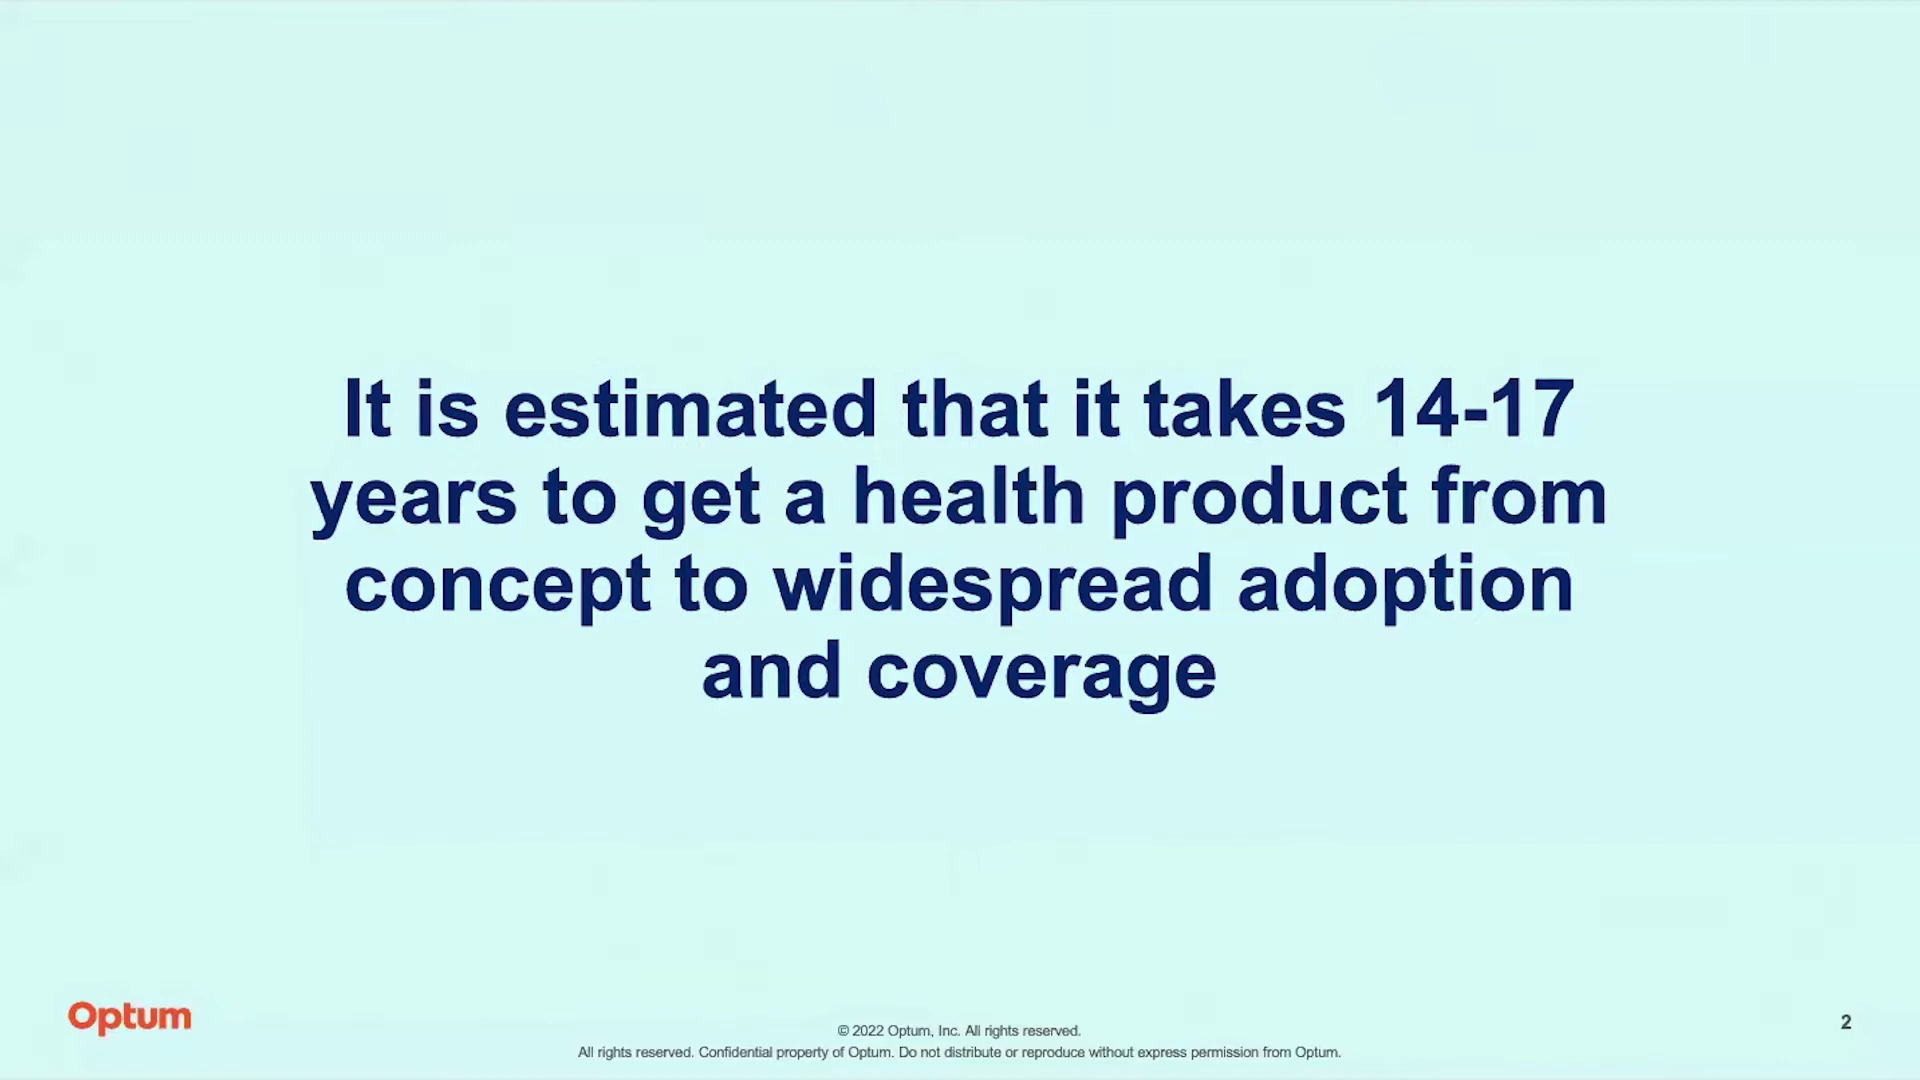 It is estimated that it takes 14-17
years to get a health product from
concept to widespread adoption
and coverage
Optum
© 2022 Optum, Inc. All rights reserved.
All rights reserved. Confidential property of Optum. Do not distribute or reproduce without express permission from Optum.
2